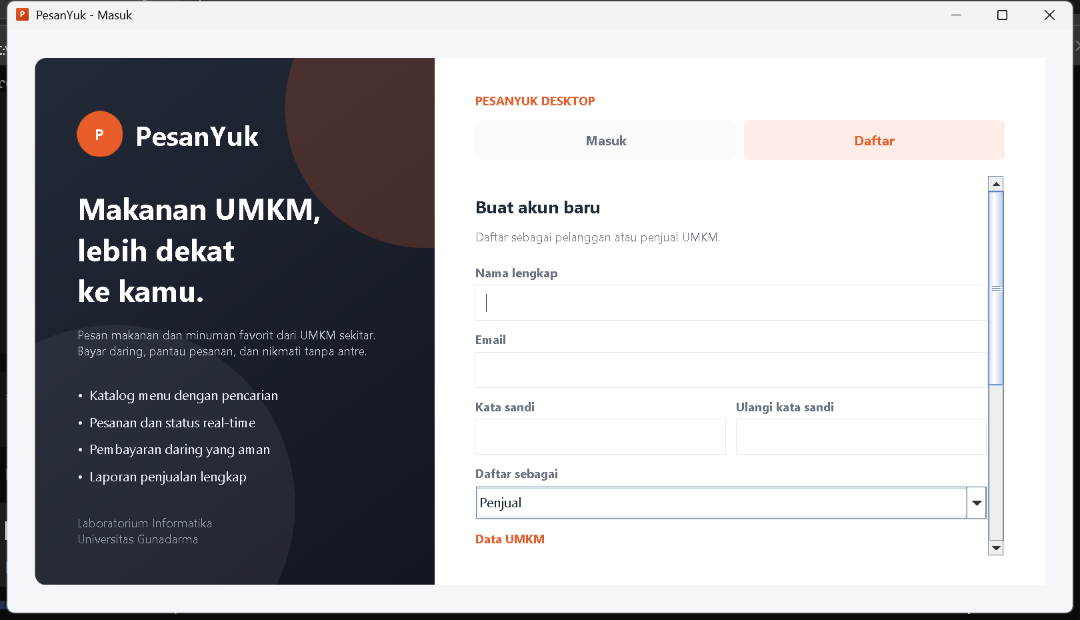 P PesanYuk - Masuk
P PesanYuk
Makanan UMKM,
lebih dekat
ke kamu.
Pesan makanan dan minuman favorit dari UMKM sekitar.
Bayar daring, pantau pesanan, dan nikmati tanpa antre.
• Katalog menu dengan pencarian
• Pesanan dan status real-time
• Pembayaran daring yang aman
• Laporan penjualan lengkap
Laboratorium Informatika
Universitas Gunadarma
PESANYUK DESKTOP
Masuk Daftar
Buat akun baru
Daftar sebagai pelanggan atau penjual UMKM.
Nama lengkap
Email
Kata sandi Ulangi kata sandi
Daftar sebagai
Penjual
Data UMKM